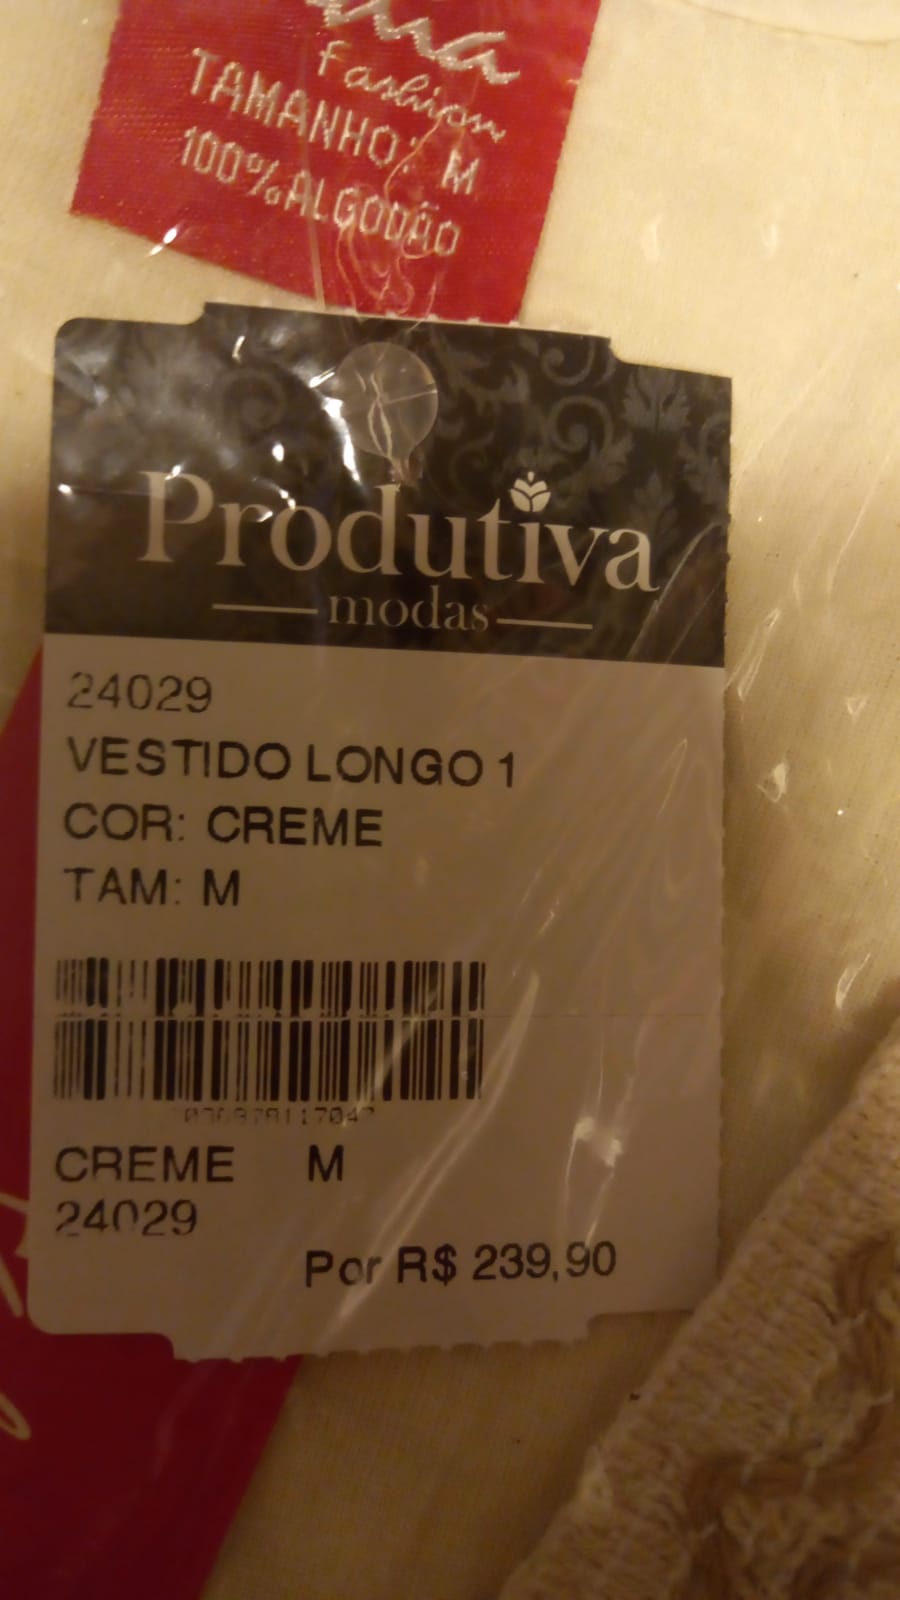 Fashion
TAMANHO: M
100% ALGODÃO
Produtiva
modas
24029
VESTIDO LONGO 1
COR: CREME
TAM: M
CREME M
24029
Por R$ 239,90